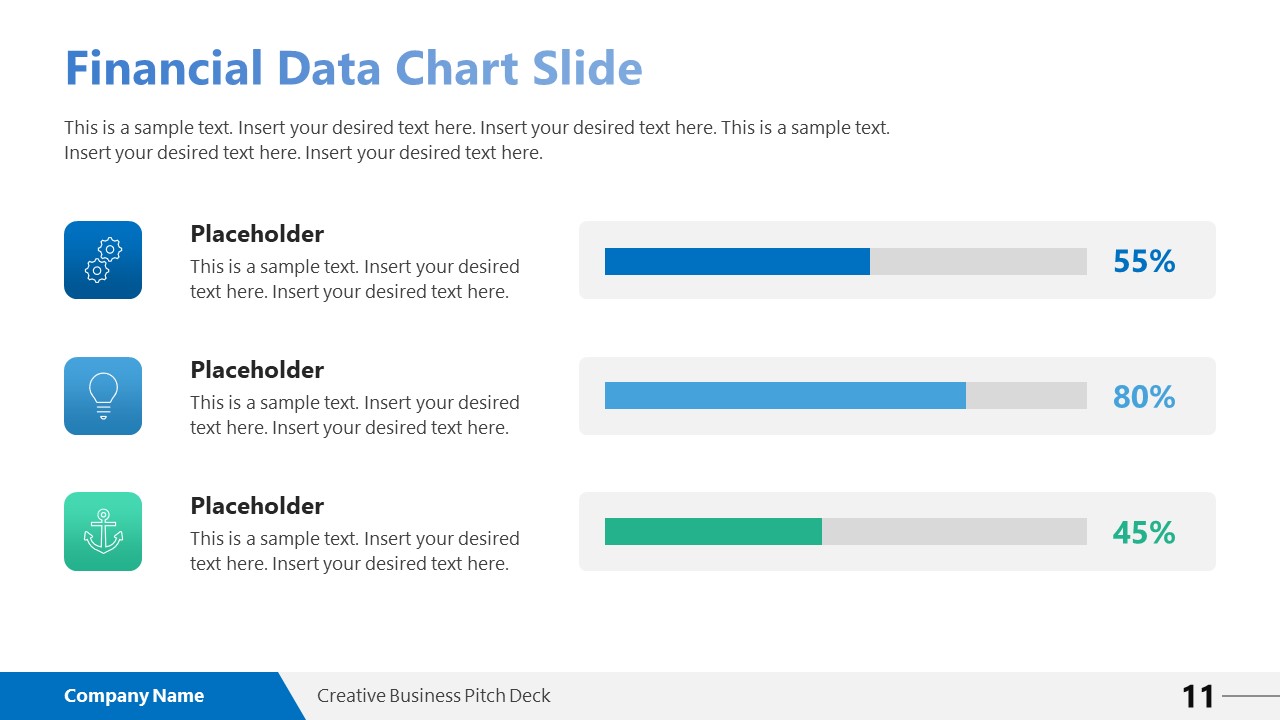 Financial Data Chart Slide
This is a sample text. Insert your desired text here. Insert your desired text here. This is a sample text.
Insert your desired text here. Insert your desired text here.
Placeholder
This is a sample text. Insert your desired
text here. Insert your desired text here.
55%
Placeholder
This is a sample text. Insert your desired
text here. Insert your desired text here.
80%
Placeholder
This is a sample text. Insert your desired
text here. Insert your desired text here.
45%
Company Name
Creative Business Pitch Deck
11